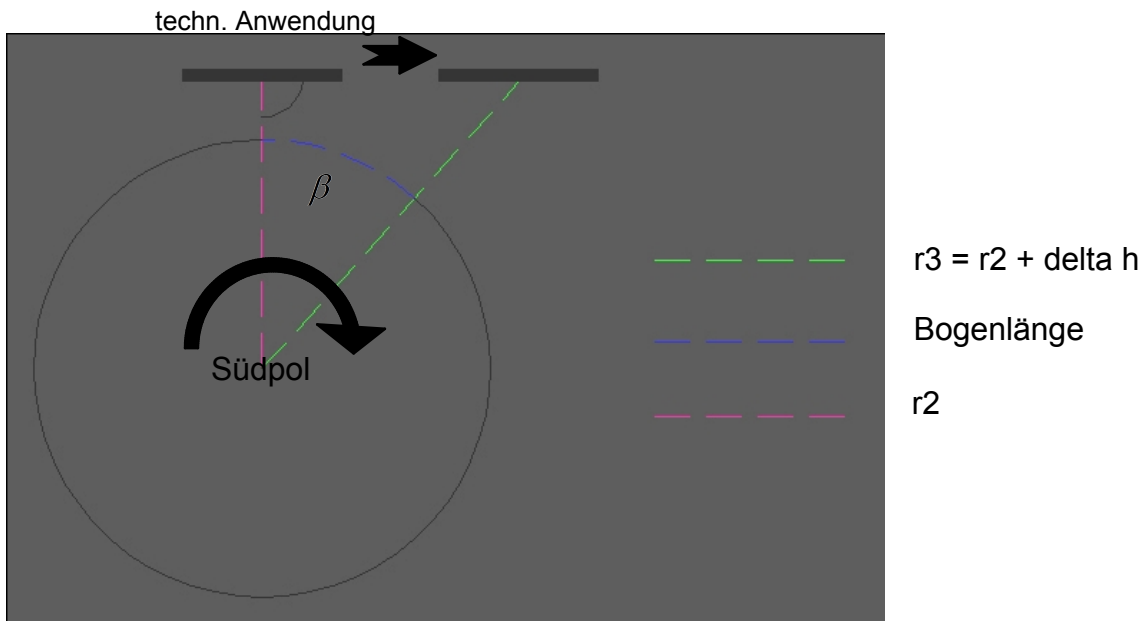 techn. Anwendung
β
Südpol
r3 = r2 + delta h
Bogenlänge
r2